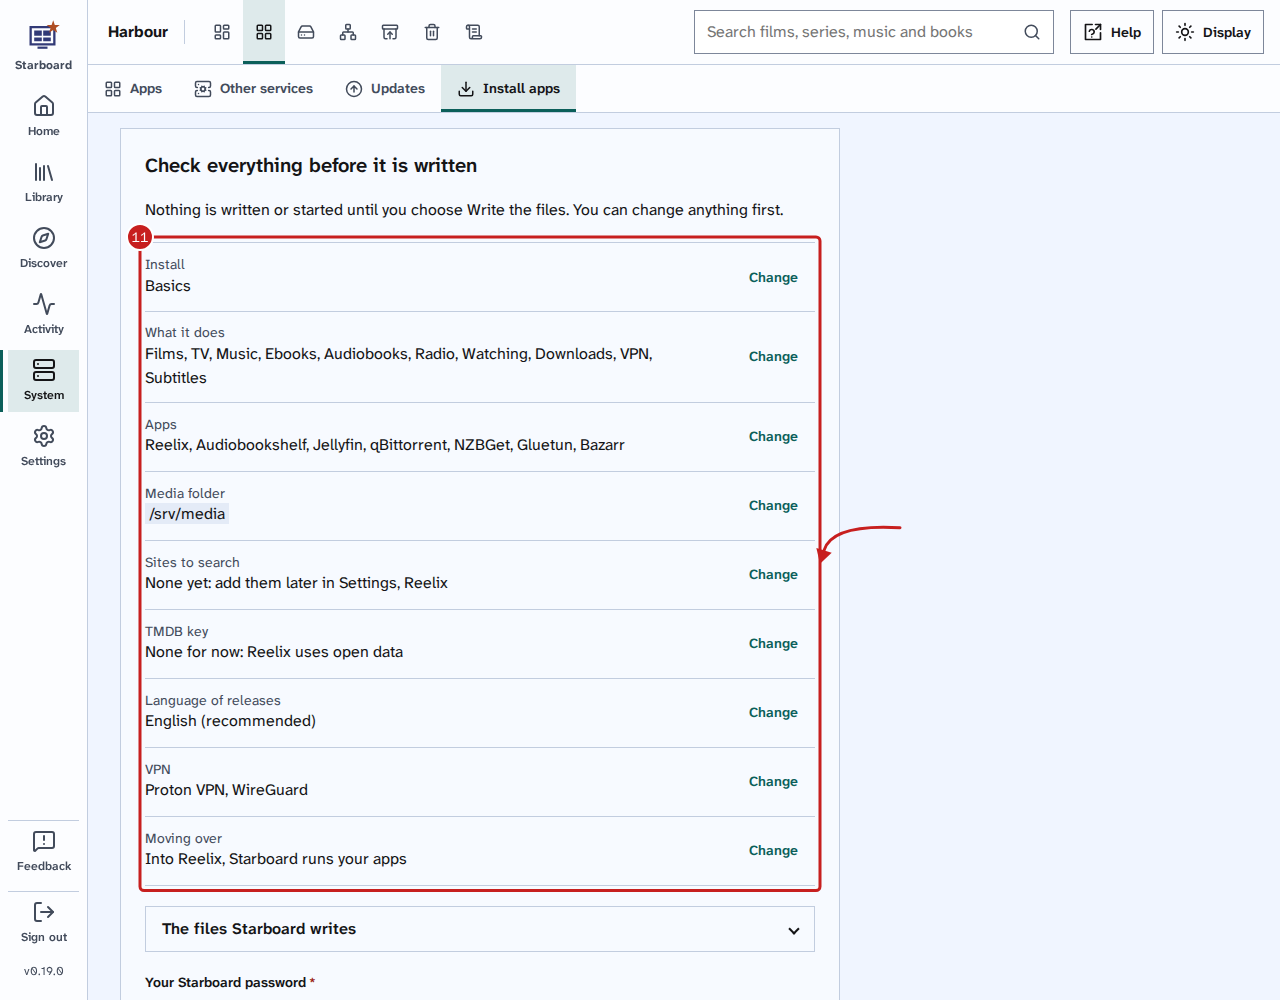 Starboard
Home
Library
Discover
Activity
System
Settings
Feedback
Sign out
v0.19.0
Harbour
Search films, series, music and books
Help
Display
Apps
Other services
Updates
Install apps
Check everything before it is written
Nothing is written or started until you choose Write the files. You can change anything first.
11
Install
Basics
Change
What it does
Films, TV, Music, Ebooks, Audiobooks, Radio, Watching, Downloads, VPN,
Subtitles
Change
Apps
Reelix, Audiobookshelf, Jellyfin, qBittorrent, NZBGet, Gluetun, Bazarr
Change
Media folder
/srv/media
Change
Sites to search
None yet: add them later in Settings, Reelix
Change
TMDB key
None for now: Reelix uses open data
Change
Language of releases
English (recommended)
Change
VPN
Proton VPN, WireGuard
Change
Moving over
Into Reelix, Starboard runs your apps
Change
The files Starboard writes
Your Starboard password *